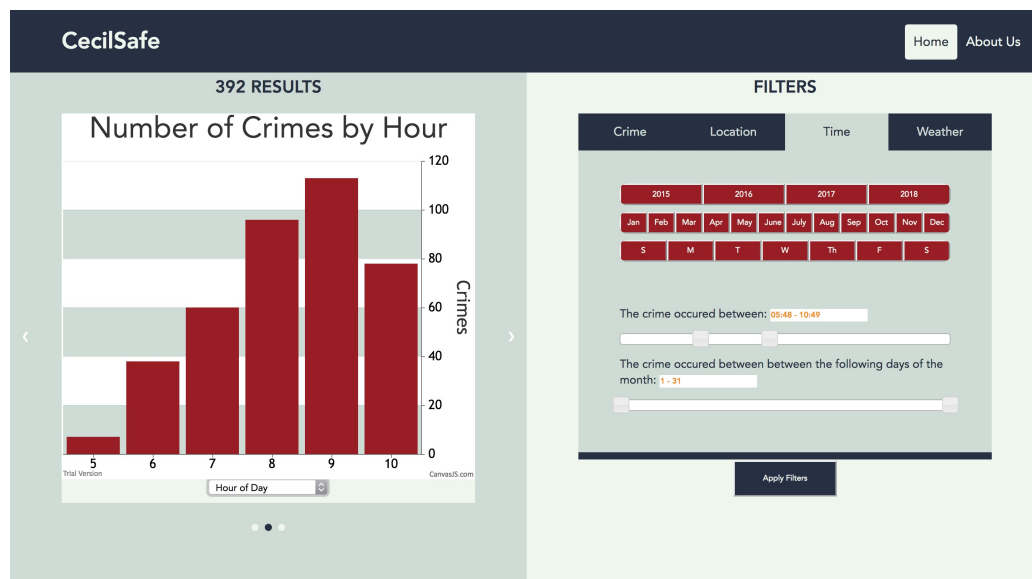 CecilSafe
Home About Us
392 RESULTS
Number of Crimes by Hour
120
100
80
60
40
20
0
Crimes
5 6 7 8 9 10
Trial Version CanvasJS.com
Hour of Day
FILTERS
Crime Location Time Weather
2015 2016 2017 2018
Jan Feb Mar Apr May June July Aug Sep Oct Nov Dec
S M T W Th F S
The crime occured between: 05:48 - 10:49
The crime occured between between the following days of the
month: 1 - 31
Apply Filters